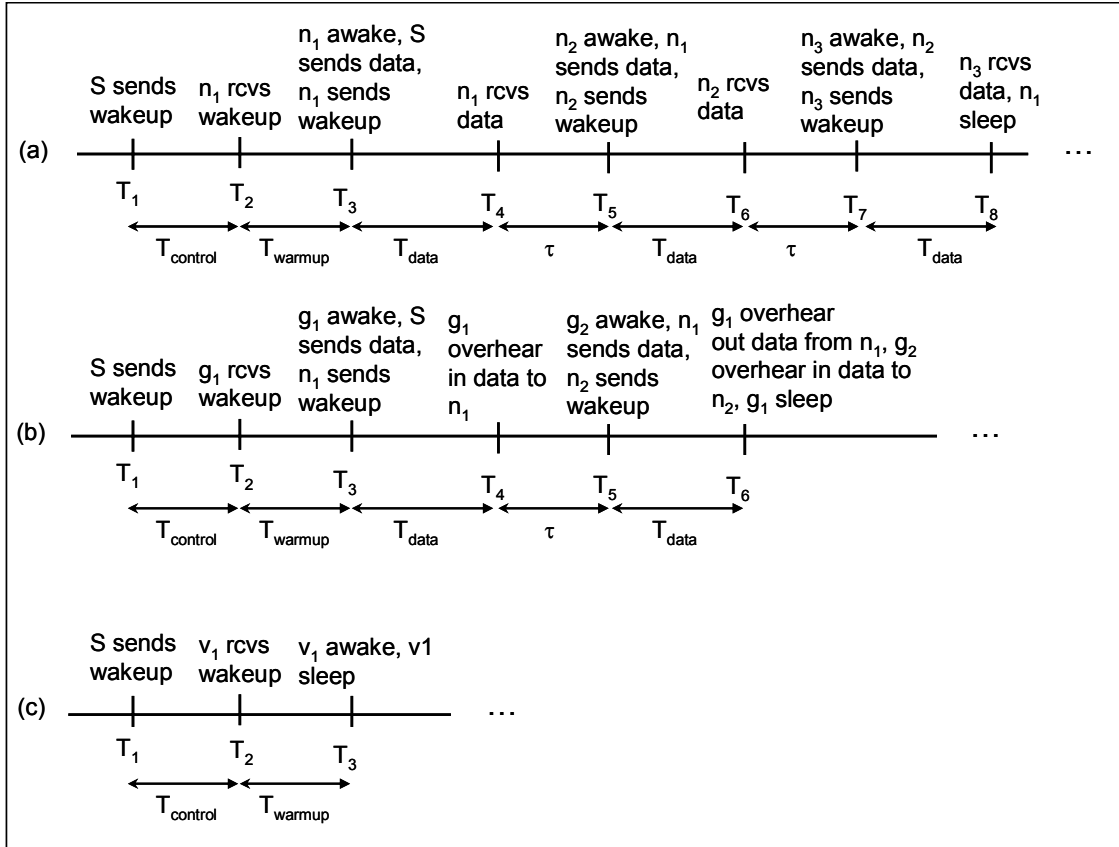 (a)
S sends
wakeup
n1 rcvs
wakeup
n1 awake, S
sends data,
n1 sends
wakeup
n1 rcvs
data
n2 awake, n1
sends data,
n2 sends
wakeup
n2 rcvs
data
n3 awake, n2
sends data,
n3 sends
wakeup
n3 rcvs
data, n1
sleep
...
T1 T2 T3 T4 T5 T6 T7 T8
Tcontrol Twarmup Tdata τ Tdata τ Tdata
(b)
S sends
wakeup
g1 rcvs
wakeup
g1 awake, S
sends data,
n1 sends
wakeup
g1
overhear
in data to
n1
g2 awake, n1
sends data,
n2 sends
wakeup
g1 overhear
out data from n1, g2
overhear in data to
n2, g1 sleep
...
T1 T2 T3 T4 T5 T6
Tcontrol Twarmup Tdata τ Tdata
(c)
S sends
wakeup
v1 rcvs
wakeup
v1 awake, v1
sleep
...
T1 T2 T3
Tcontrol Twarmup